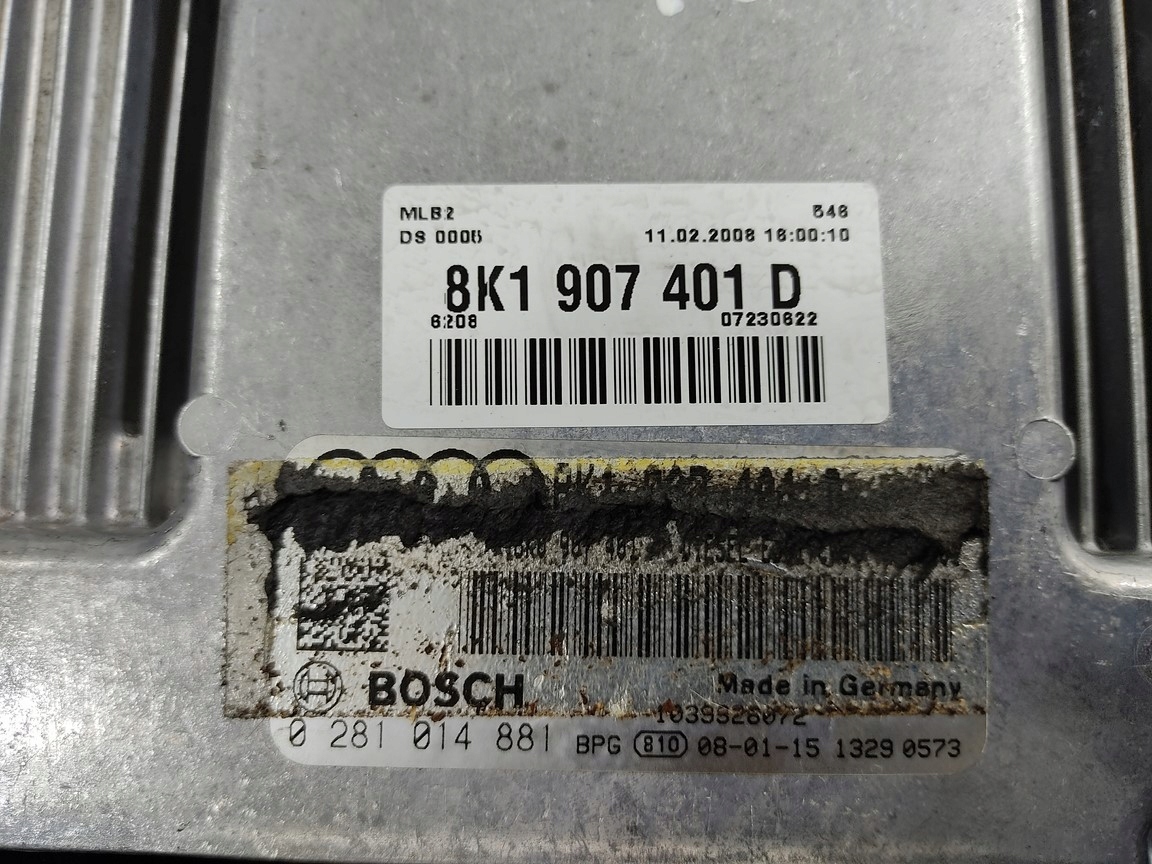 MLB2 548
DS 0006 11.02.2008 16:00:10
8K1 907 401 D
6208 07230622
BOSCH Made in Germany
1039S26072
0 281 014 881 BPG 810 08-01-15 1329 0573